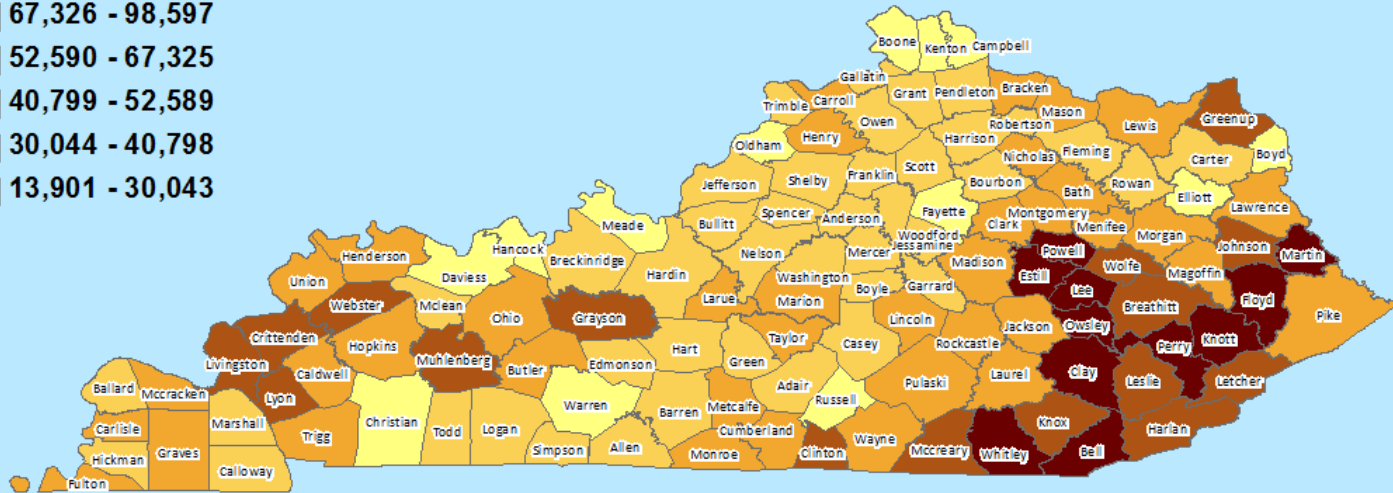 67,326 - 98,597
52,590 - 67,325
40,799 - 52,589
30,044 - 40,798
13,901 - 30,043
Boone
Kenton
Campbell
Gallatin
Grant
Pendleton
Bracken
Trimble
Carroll
Mason
Owen
Robertson
Lewis
Greenup
Henry
Harrison
Oldham
Nicholas
Fleming
Carter
Boyd
Jefferson
Shelby
Franklin
Scott
Bourbon
Bath
Rowan
Elliott
Lawrence
Meade
Bullitt
Spencer
Anderson
Fayette
Montgomery
Clark
Menifee
Morgan
Woodford
Jessamine
Henderson
Hancock
Breckinridge
Nelson
Mercer
Powell
Johnson
Martin
Union
Daviess
Hardin
Washington
Madison
Estill
Wolfe
Magoffin
Webster
Mclean
Larue
Marion
Boyle
Garrard
Lee
Breathitt
Floyd
Pike
Ohio
Grayson
Lincoln
Jackson
Owsley
Crittenden
Hopkins
Muhlenberg
Hart
Taylor
Casey
Rockcastle
Perry
Knott
Livingston
Caldwell
Butler
Edmonson
Green
Pulaski
Laurel
Clay
Leslie
Letcher
Ballard
Mccracken
Lyon
Adair
Russell
Carlisle
Marshall
Christian
Todd
Logan
Warren
Barren
Metcalfe
Cumberland
Knox
Harlan
Trigg
Hickman
Graves
Simpson
Allen
Monroe
Clinton
Wayne
Mccreary
Whitley
Bell
Calloway
Fulton